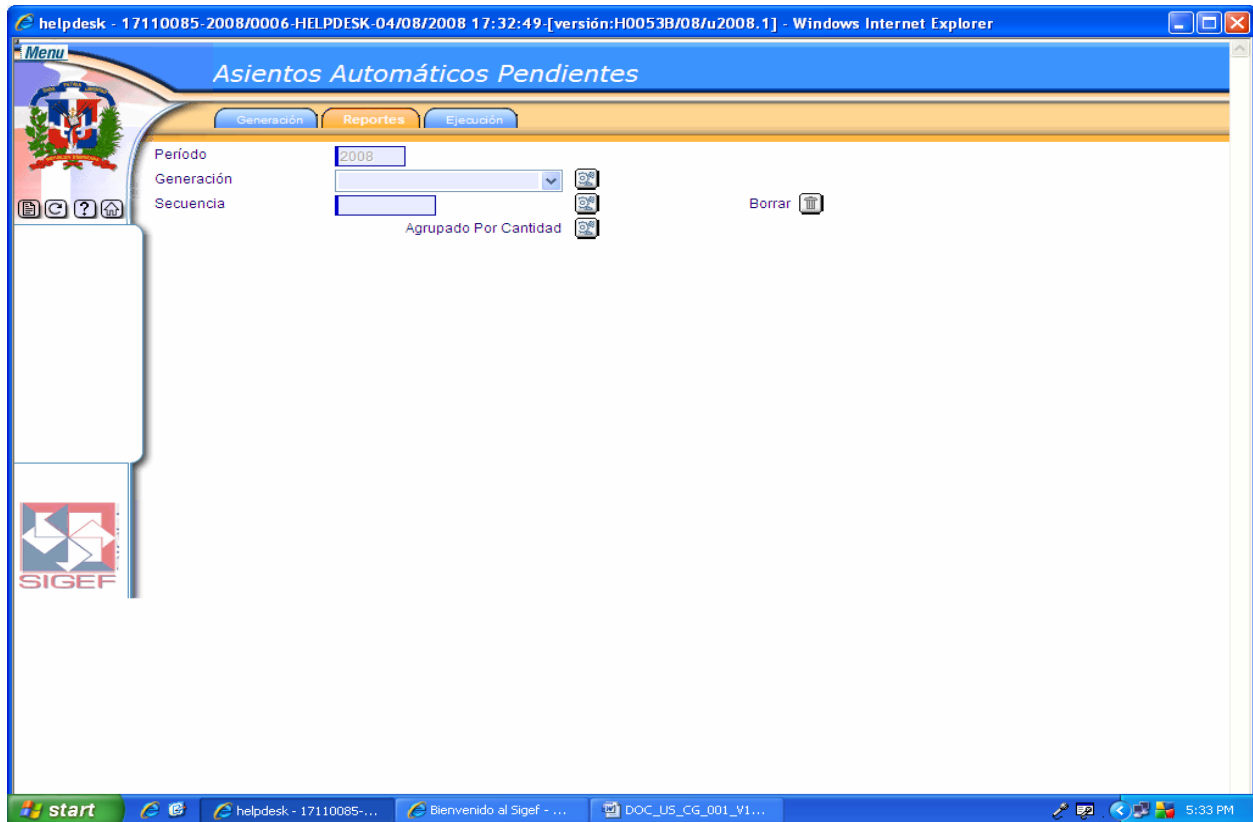 helpdesk - 17110085-2008/0006-HELPDESK-04/08/2008 17:32:49-[versión:H0053B/08/u2008.1] - Windows Internet Explorer
Menu
Asientos Automáticos Pendientes
Generación Reportes Ejecución
Período 2008
Generación
Secuencia Borrar
Agrupado Por Cantidad
SIGEF
start helpdesk - 17110085-... Bienvenido al Sigef - ... DOC_US_CG_001_V1... 5:33 PM